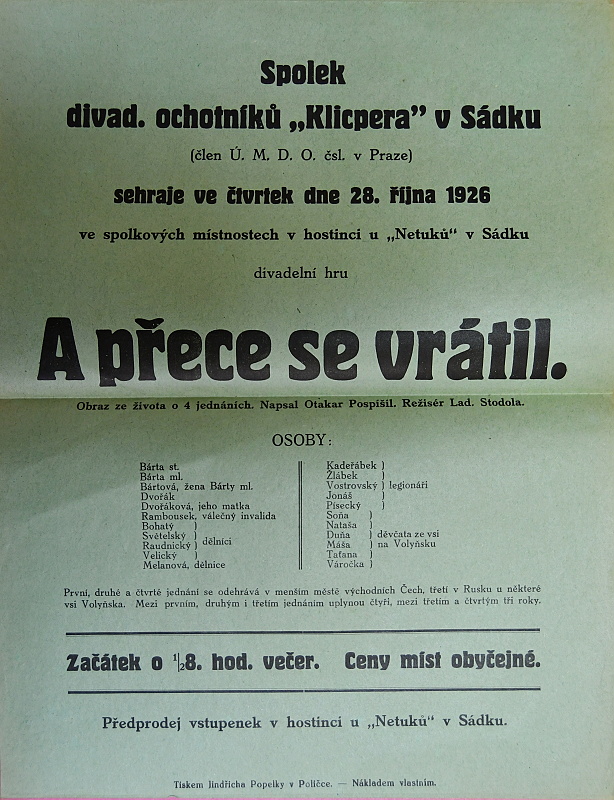 Spolek
divad. ochotníků „Klicpera” v Sádku
(člen Ú. M. D. O. čsl. v Praze)
sehraje ve čtvrtek dne 28. října 1926
ve spolkových místnostech v hostinci u „Netuků“ v Sádku
divadelní hru
A přece se vrátil.
Obraz ze života o 4 jednáních. Napsal Otakar Pospíšil. Režisér Lad. Stodola.
OSOBY:
Bárta st.
Bárta ml.
Bártová, žena Bárty ml.
Dvořák
Dvořáková, jeho matka
Rambousek, válečný invalida
Bohatý )
Světelský )
Raudnický ) dělníci
Velický )
Melanová, dělnice
Kadeřábek )
Žlábek )
Vostrovský ) legionáři
Jonáš )
Písecký )
Soňa )
Nataša )
Duňa ) děvčata ze vsi
Máša ) na Volyňsku
Taťana )
Váročka )
První, druhé a čtvrté jednání se odehrává v menším městě východních Čech, třetí v Rusku u některé
vsi Volyňska. Mezi prvním, druhým i třetím jednáním uplynou čtyři, mezi třetím a čtvrtým tři roky.
Začátek o ½8. hod. večer. Ceny míst obyčejné.
Předprodej vstupenek v hostinci u „Netuků“ v Sádku.
Tiskem Jindřicha Popelky v Poličce. — Nákladem vlastním.